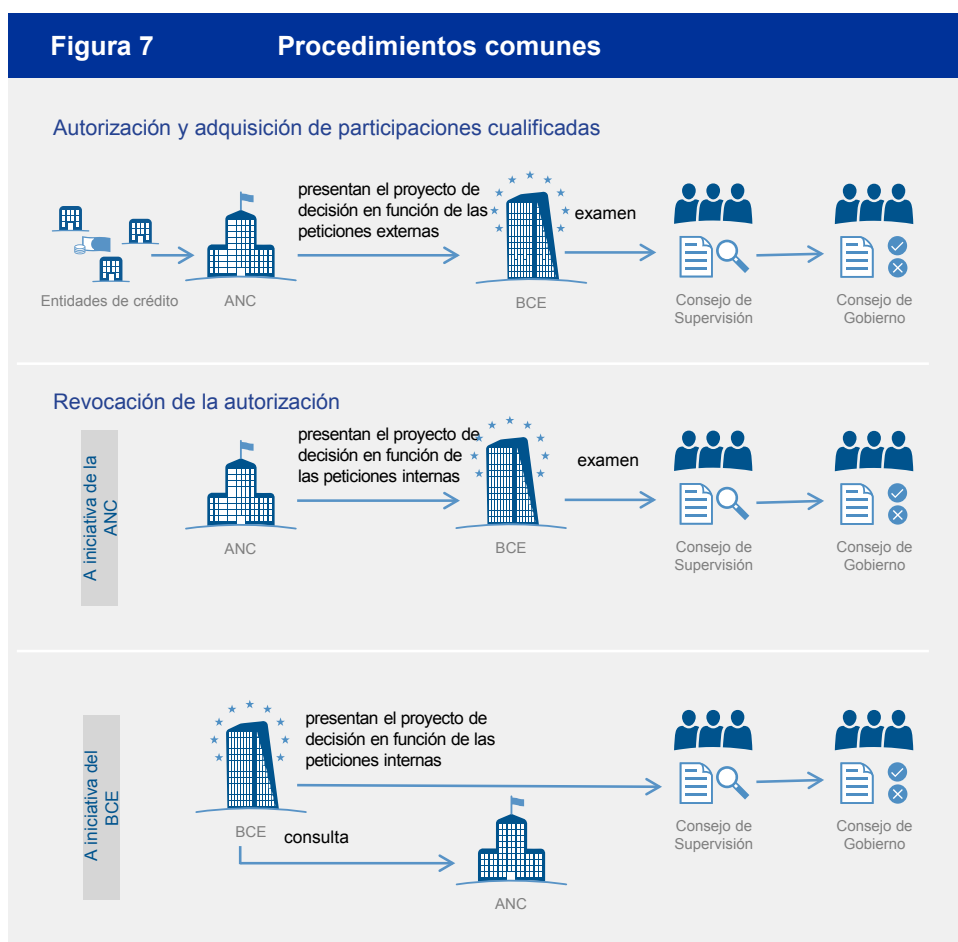 Figura 7 Procedimientos comunes
Autorización y adquisición de participaciones cualificadas
presentan el proyecto de
decisión en función de las
peticiones externas
examen
Entidades de crédito
ANC
BCE
Consejo de
Supervisión
Consejo de
Gobierno
Revocación de la autorización
A iniciativa de la
ANC
presentan el proyecto de
decisión en función de
las peticiones internas
examen
ANC
BCE
Consejo de
Supervisión
Consejo de
Gobierno
A iniciativa del
BCE
presentan el proyecto de
decisión en función de las
peticiones internas
BCE
consulta
ANC
Consejo de
Supervisión
Consejo de
Gobierno